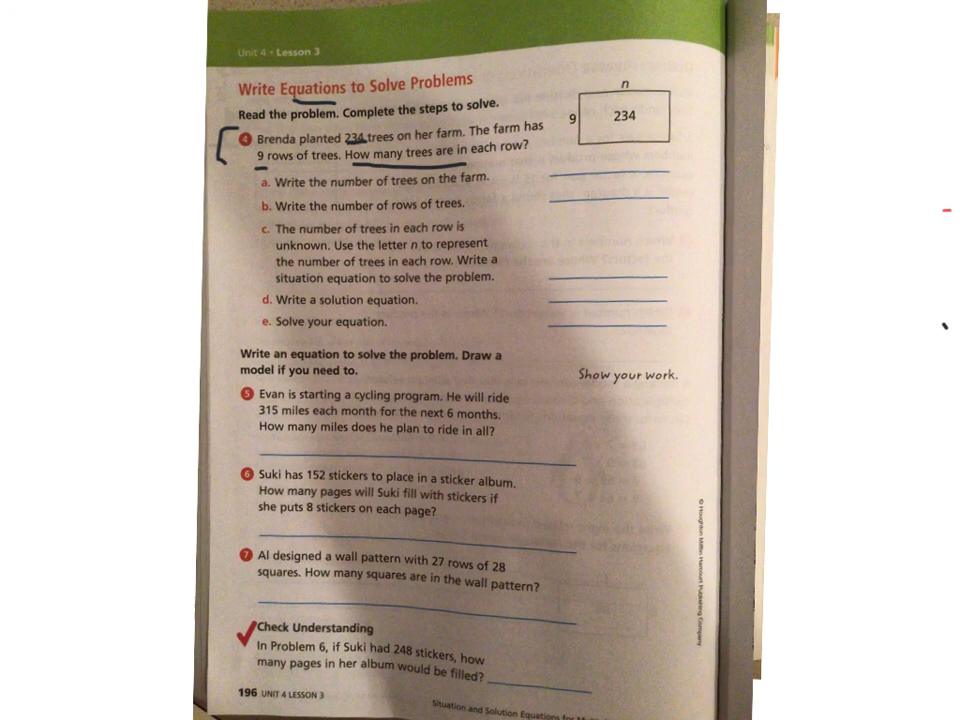 Unit 4 • Lesson 3
Write Equations to Solve Problems
Read the problem. Complete the steps to solve.
n
9
234
4 Brenda planted 234 trees on her farm. The farm has
9 rows of trees. How many trees are in each row?
a. Write the number of trees on the farm.
b. Write the number of rows of trees.
c. The number of trees in each row is
unknown. Use the letter n to represent
the number of trees in each row. Write a
situation equation to solve the problem.
d. Write a solution equation.
e. Solve your equation.
Write an equation to solve the problem. Draw a
model if you need to.
Show your work.
5 Evan is starting a cycling program. He will ride
315 miles each month for the next 6 months.
How many miles does he plan to ride in all?
6 Suki has 152 stickers to place in a sticker album.
How many pages will Suki fill with stickers if
she puts 8 stickers on each page?
7 Al designed a wall pattern with 27 rows of 28
squares. How many squares are in the wall pattern?
Check Understanding
In Problem 6, if Suki had 248 stickers, how
many pages in her album would be filled?
© Houghton Mifflin Harcourt Publishing Company
196 UNIT 4 LESSON 3
Situation and Solution Equations for